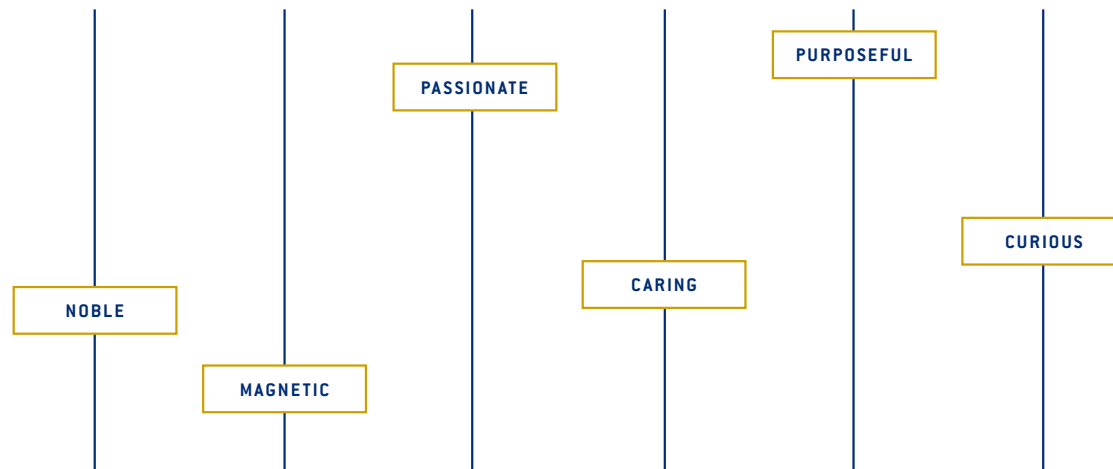 NOBLE
MAGNETIC
PASSIONATE
CARING
PURPOSEFUL
CURIOUS